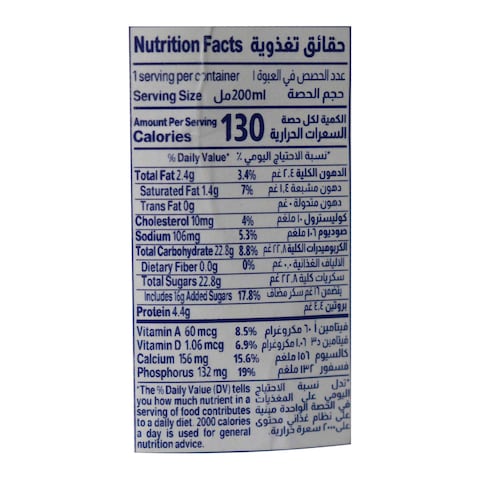 Nutrition Facts حقائق تغذوية
1 serving per container عدد الحصص في العبوة ١
Serving Size 200ml مل حجم الحصة
Amount Per Serving الكمية لكل حصة
Calories 130 السعرات الحرارية
% Daily Value* نسبة الاحتياج اليومي ٪*
Total Fat 2.4g 3.4% الدهون الكلية ٢.٤ غم
Saturated Fat 1.4g 7% دهون مشبعة ١.٤ غم
Trans Fat 0g دهون متحولة ٠ غم
Cholesterol 10mg 4% كوليسترول ١٠ ملغم
Sodium 106mg 5.3% صوديوم ١٠٦ ملغم
Total Carbohydrate 22.8g 8.8% الكربوهيدرات الكلية ٢٢.٨ غم
Dietary Fiber 0.0g 0% الالياف الغذائية ٠.٠ غم
Total Sugars 22.8g سكريات كلية ٢٢.٨ غم
Includes 16g Added Sugars 17.8% يتضمن ١٦ غم سكر مضاف
Protein 4.4g بروتين ٤.٤ غم
Vitamin A 60 mcg 8.5% فيتامين أ ٦٠ مكروغرام
Vitamin D 1.06 mcg 6.9% فيتامين د٣ ١.٠٦ مكروغرام
Calcium 156 mg 15.6% كالسيوم ١٥٦ ملغم
Phosphorus 132 mg 19% فسفور ١٣٢ ملغم
*The % Daily Value (DV) tells *تدل نسبة الاحتياج
you how much nutrient in a اليومي على المغذيات
serving of food contributes في الحصة الواحدة مبنية
to a daily diet. 2000 calories على نظام غذائي محتوى
a day is used for general على ٢٠٠٠ سعرة حرارية.
nutrition advice.